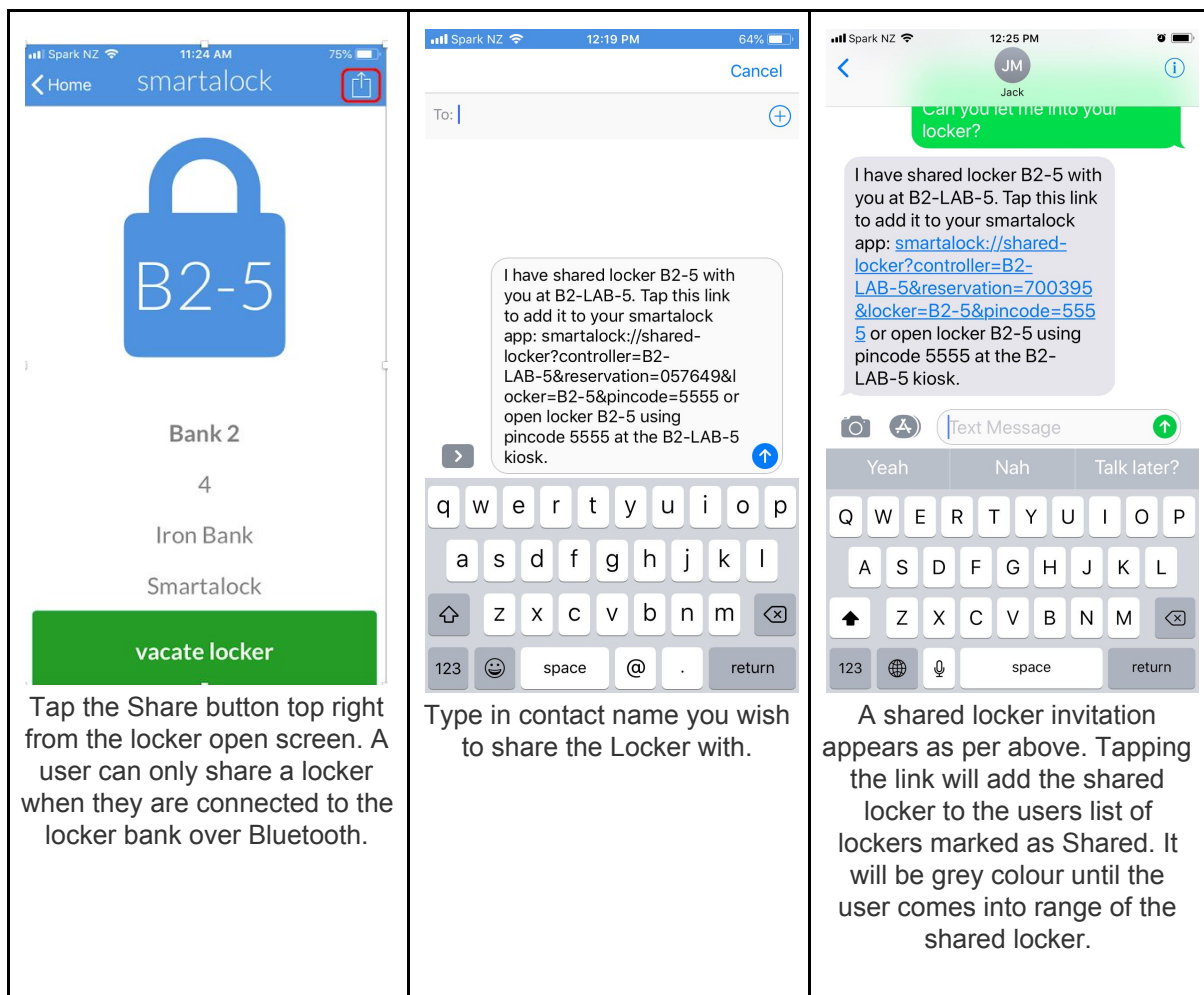 Spark NZ 11:24 AM 75%
Home smartalock
B2-5
Bank 2
4
Iron Bank
Smartalock
vacate locker
Tap the Share button top right
from the locker open screen. A
user can only share a locker
when they are connected to the
locker bank over Bluetooth.
Spark NZ 12:19 PM 64%
Cancel
To:
I have shared locker B2-5 with
you at B2-LAB-5. Tap this link
to add it to your smartalock
app: smartalock://shared-
locker?controller=B2-
LAB-5&reservation=057649&l
ocker=B2-5&pincode=5555 or
open locker B2-5 using
pincode 5555 at the B2-LAB-5
kiosk.
q w e r t y u i o p
a s d f g h j k l
z x c v b n m
123 space @ . return
Type in contact name you wish
to share the Locker with.
Spark NZ 12:25 PM
JM
Jack
Can you let me into your
locker?
I have shared locker B2-5 with
you at B2-LAB-5. Tap this link
to add it to your smartalock
app: smartalock://shared-
locker?controller=B2-
LAB-5&reservation=700395
&locker=B2-5&pincode=555
5 or open locker B2-5 using
pincode 5555 at the B2-
LAB-5 kiosk.
Text Message
Yeah Nah Talk later?
Q W E R T Y U I O P
A S D F G H J K L
Z X C V B N M
123 space return
A shared locker invitation
appears as per above. Tapping
the link will add the shared
locker to the users list of
lockers marked as Shared. It
will be grey colour until the
user comes into range of the
shared locker.